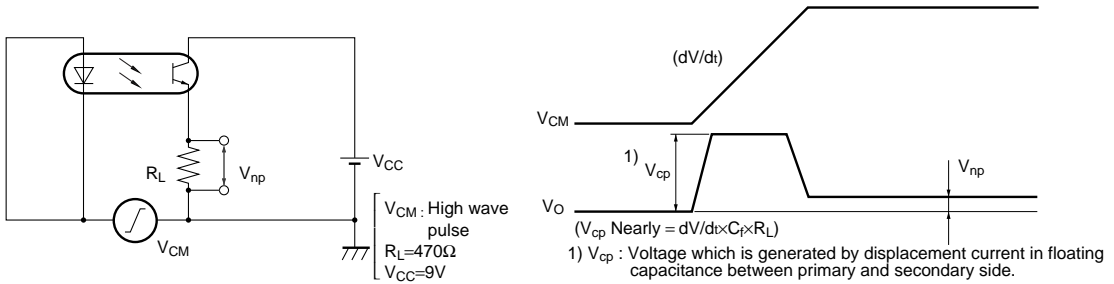 R_L
V_np
V_CC
V_CM
V_CM : High wave
pulse
R_L=470Ω
V_CC=9V
(dV/dt)
V_CM
1)
V_cp
V_np
V_O
(V_cp Nearly = dV/dt×C_f×R_L)
1) V_cp : Voltage which is generated by displacement current in floating
capacitance between primary and secondary side.